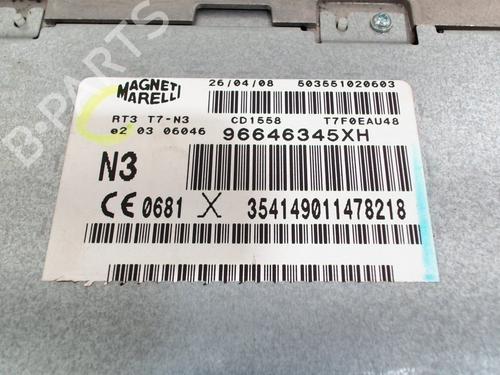 B-PARTS
MAGNETI MARELLI
26/04/08 503551020603
RT3 T7-N3 CD1558 T7F0EAU48
e2 03 06046 96646345XH
N3
CE 0681 X 354149011478218